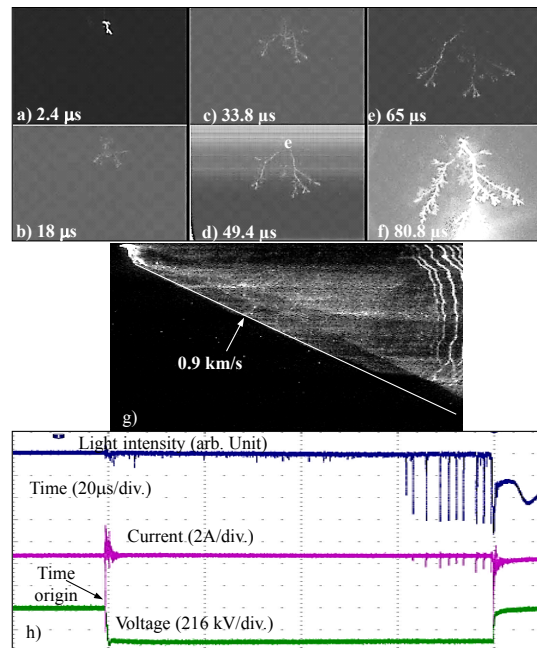 a) 2.4 µs
c) 33.8 µs
e) 65 µs
b) 18 µs
e
d) 49.4 µs
f) 80.8 µs
0.9 km/s
g)
Light intensity (arb. Unit)
Time (20µs/div.)
Current (2A/div.)
Time
origin
Voltage (216 kV/div.)
h)